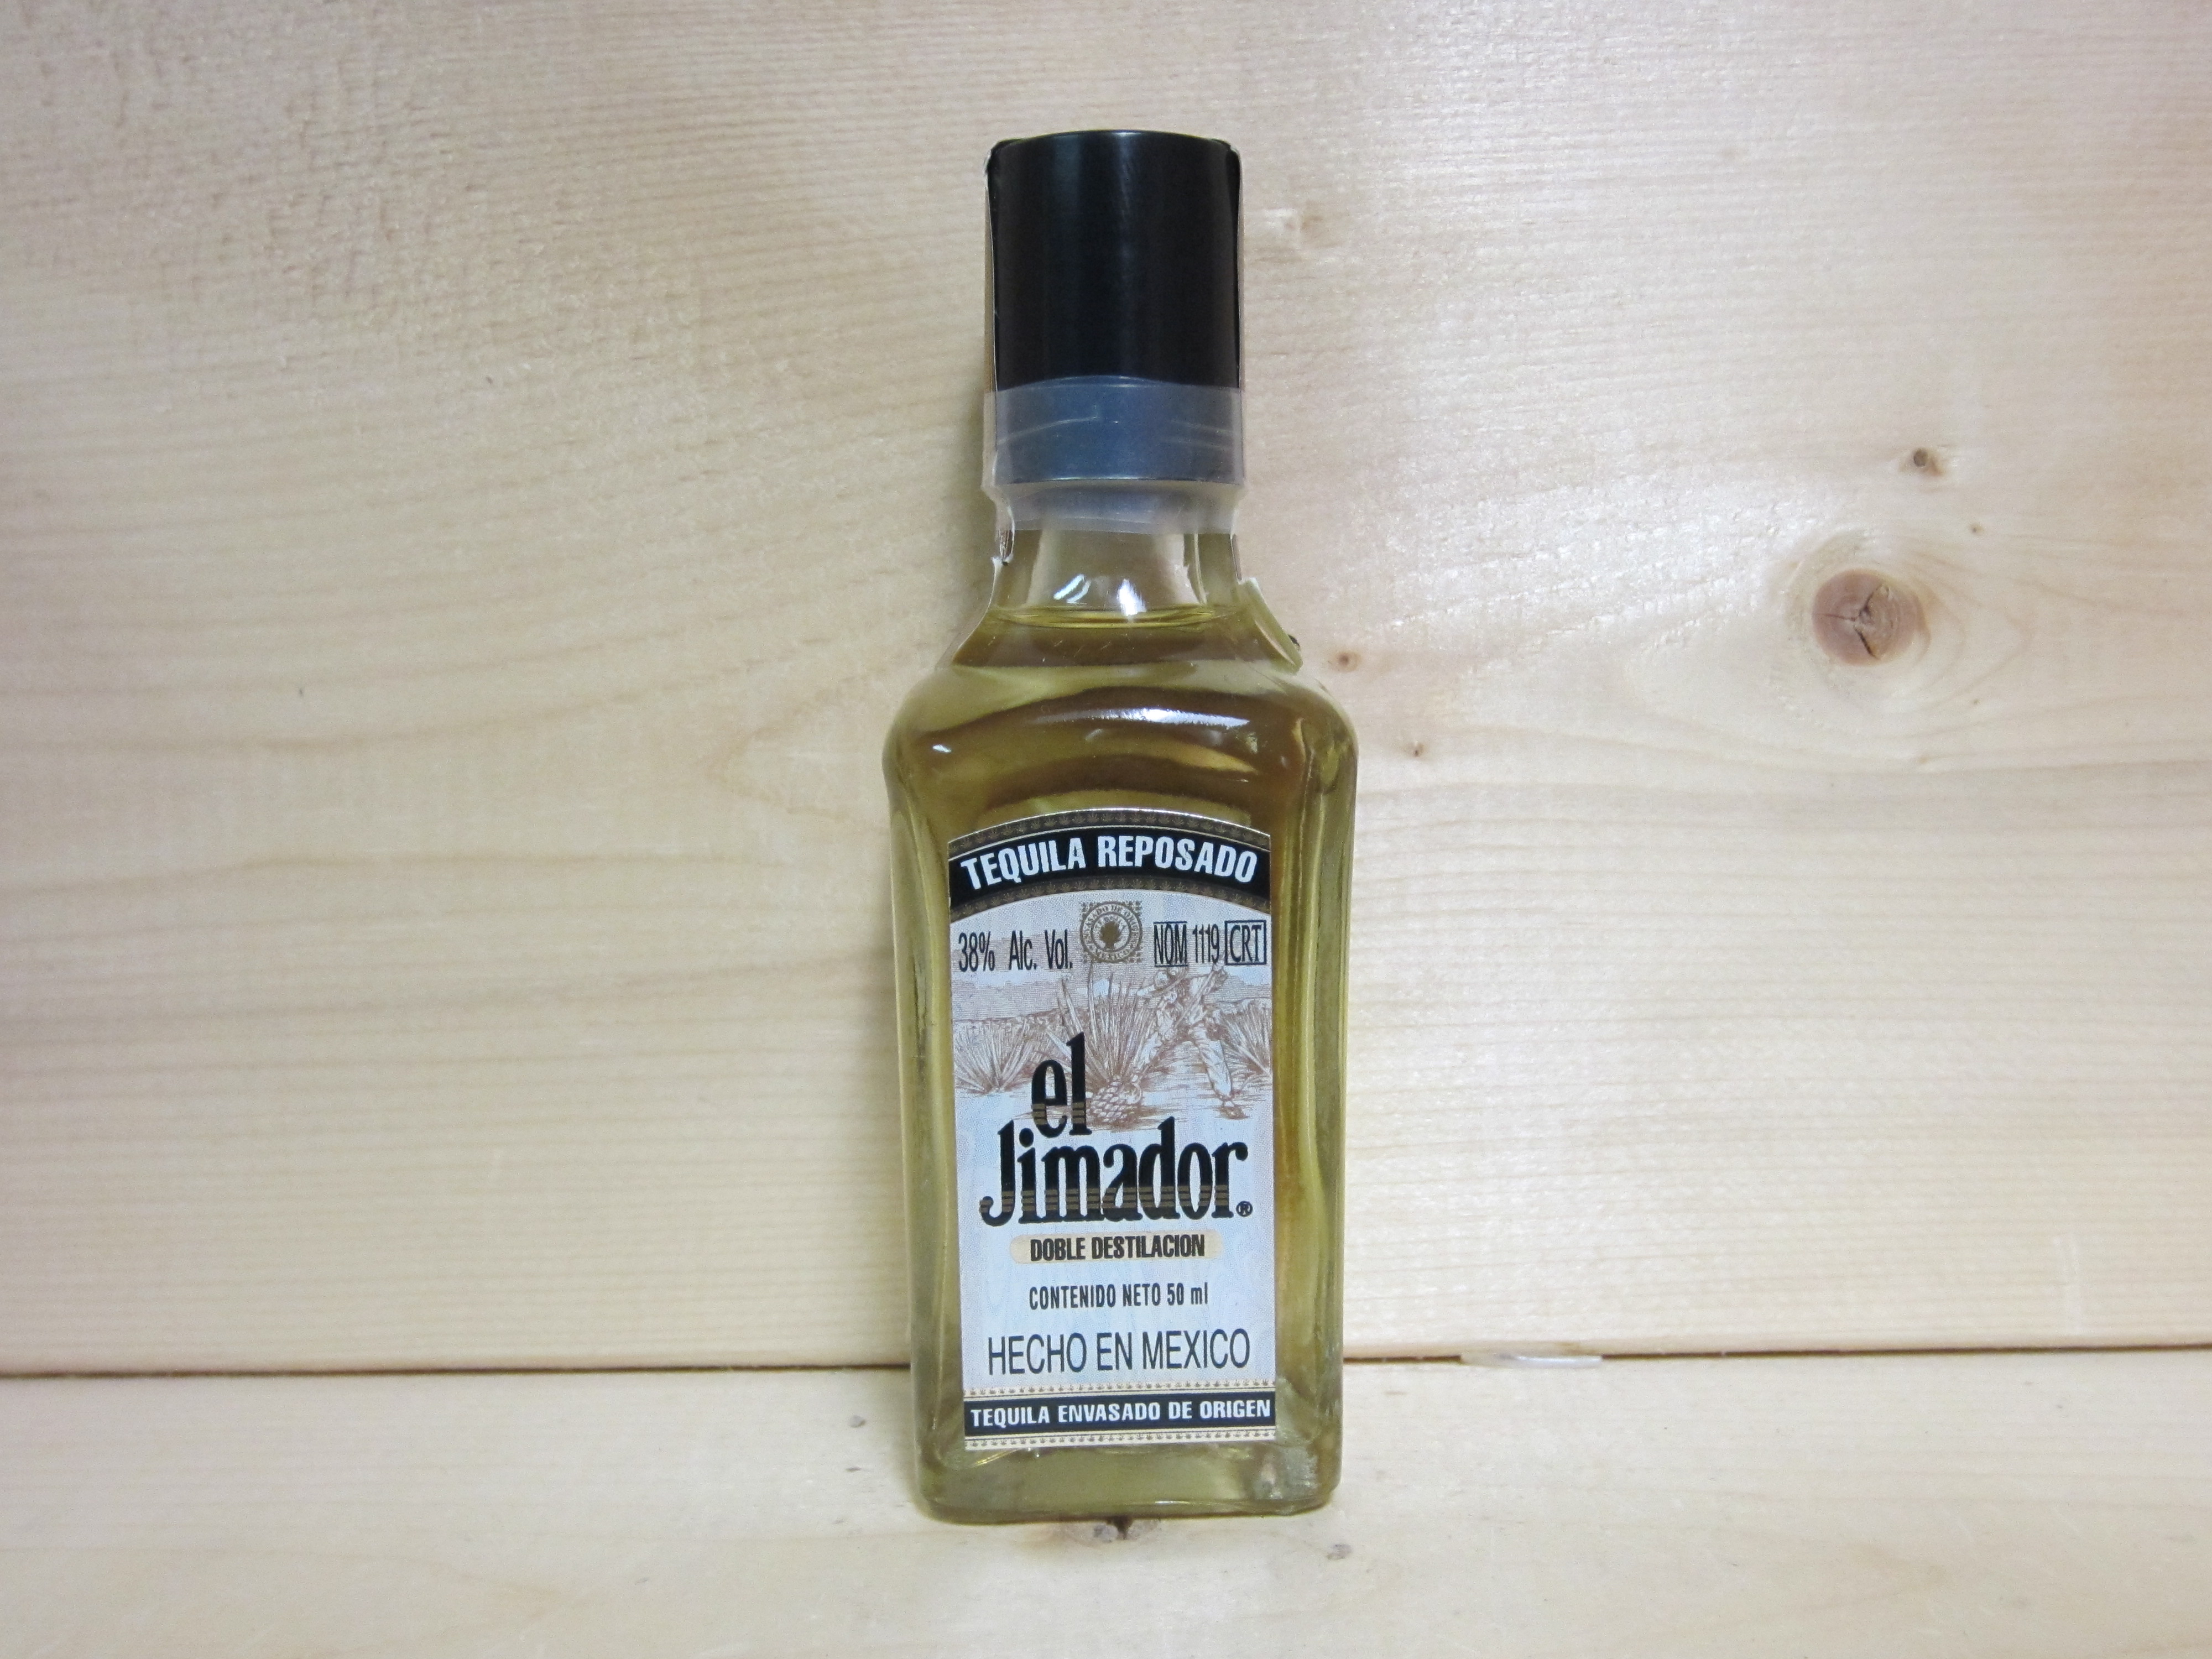 TEQUILA REPOSADO
38% Alc. Vol.
NOM 1119 CRT
el
Jimador®
DOBLE DESTILACION
CONTENIDO NETO 50 ml
HECHO EN MEXICO
TEQUILA ENVASADO DE ORIGEN